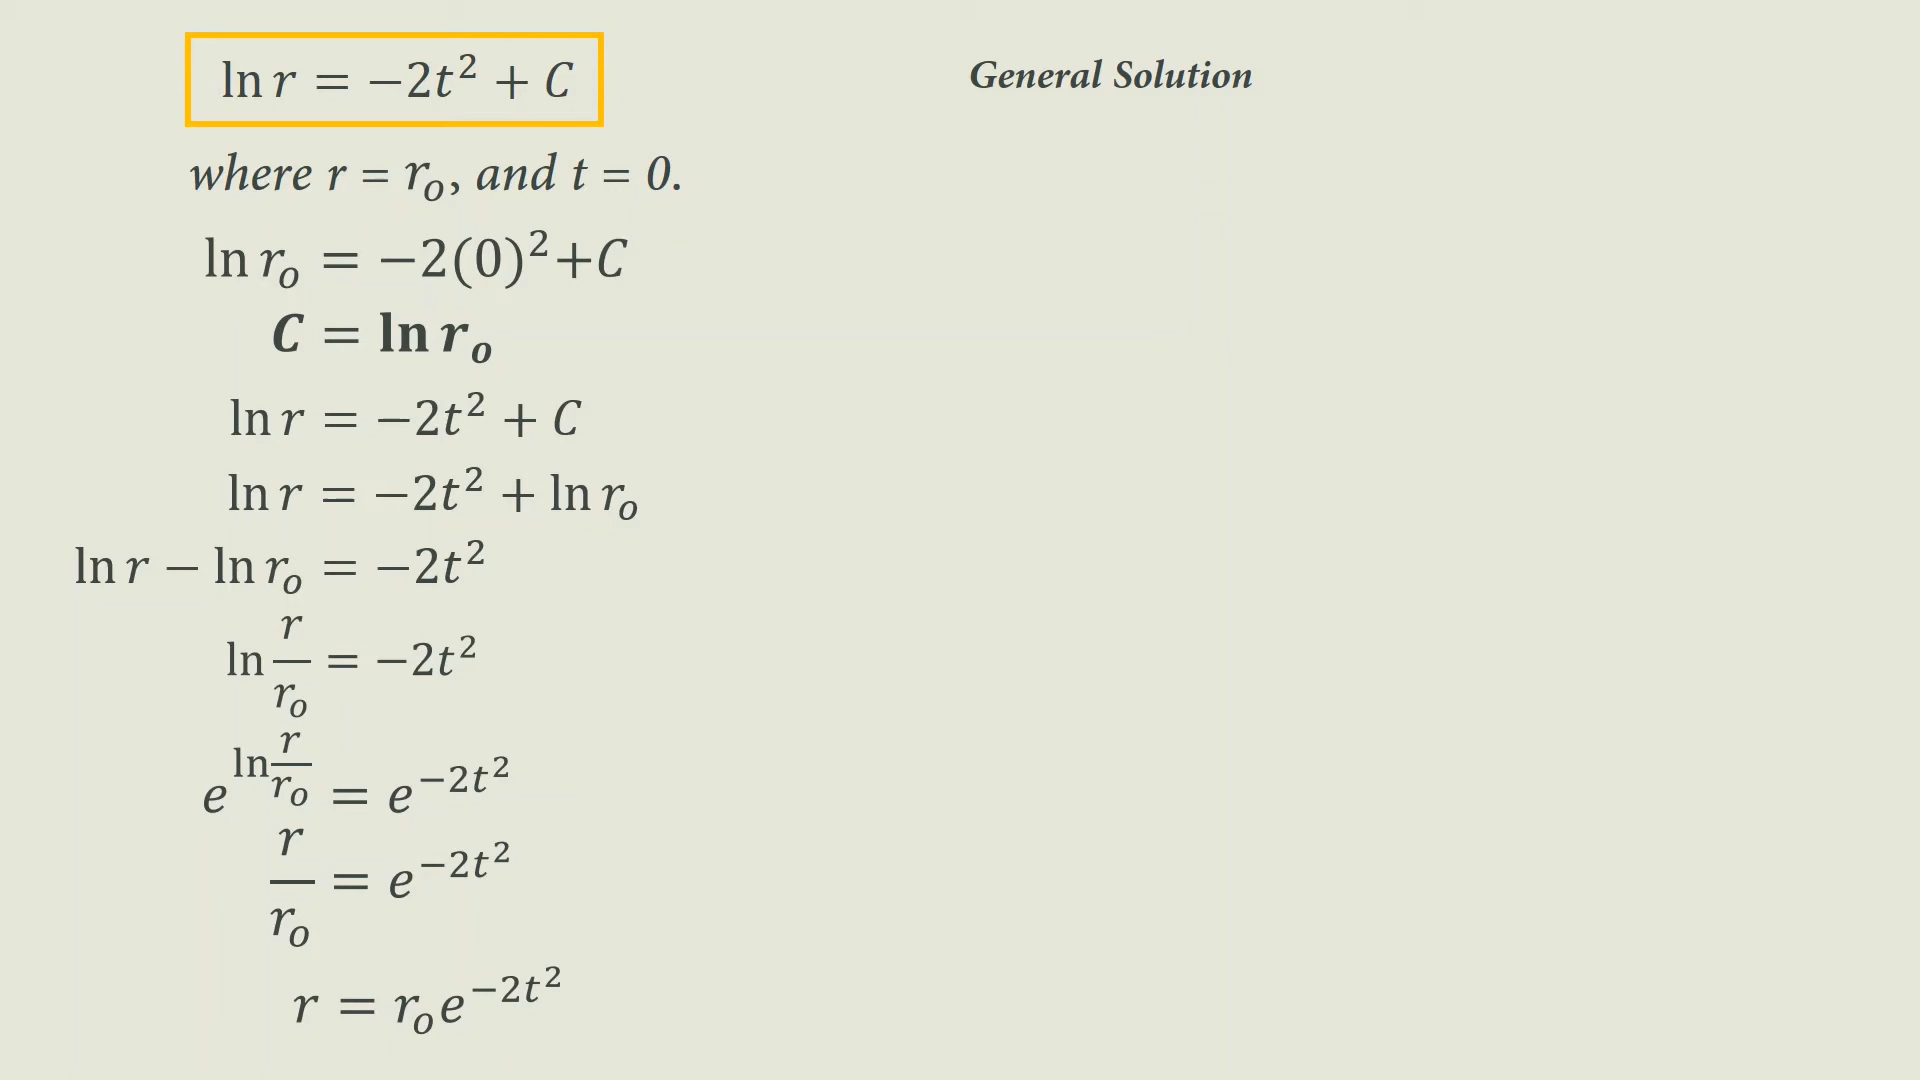 ln r = −2t² + C
General Solution
where r = rₒ, and t = 0.
ln rₒ = −2(0)²+C
C = ln rₒ
ln r = −2t² + C
ln r = −2t² + ln rₒ
ln r − ln rₒ = −2t²
ln r/rₒ = −2t²
e^(ln r/rₒ) = e^(−2t²)
r/rₒ = e^(−2t²)
r = rₒe^(−2t²)